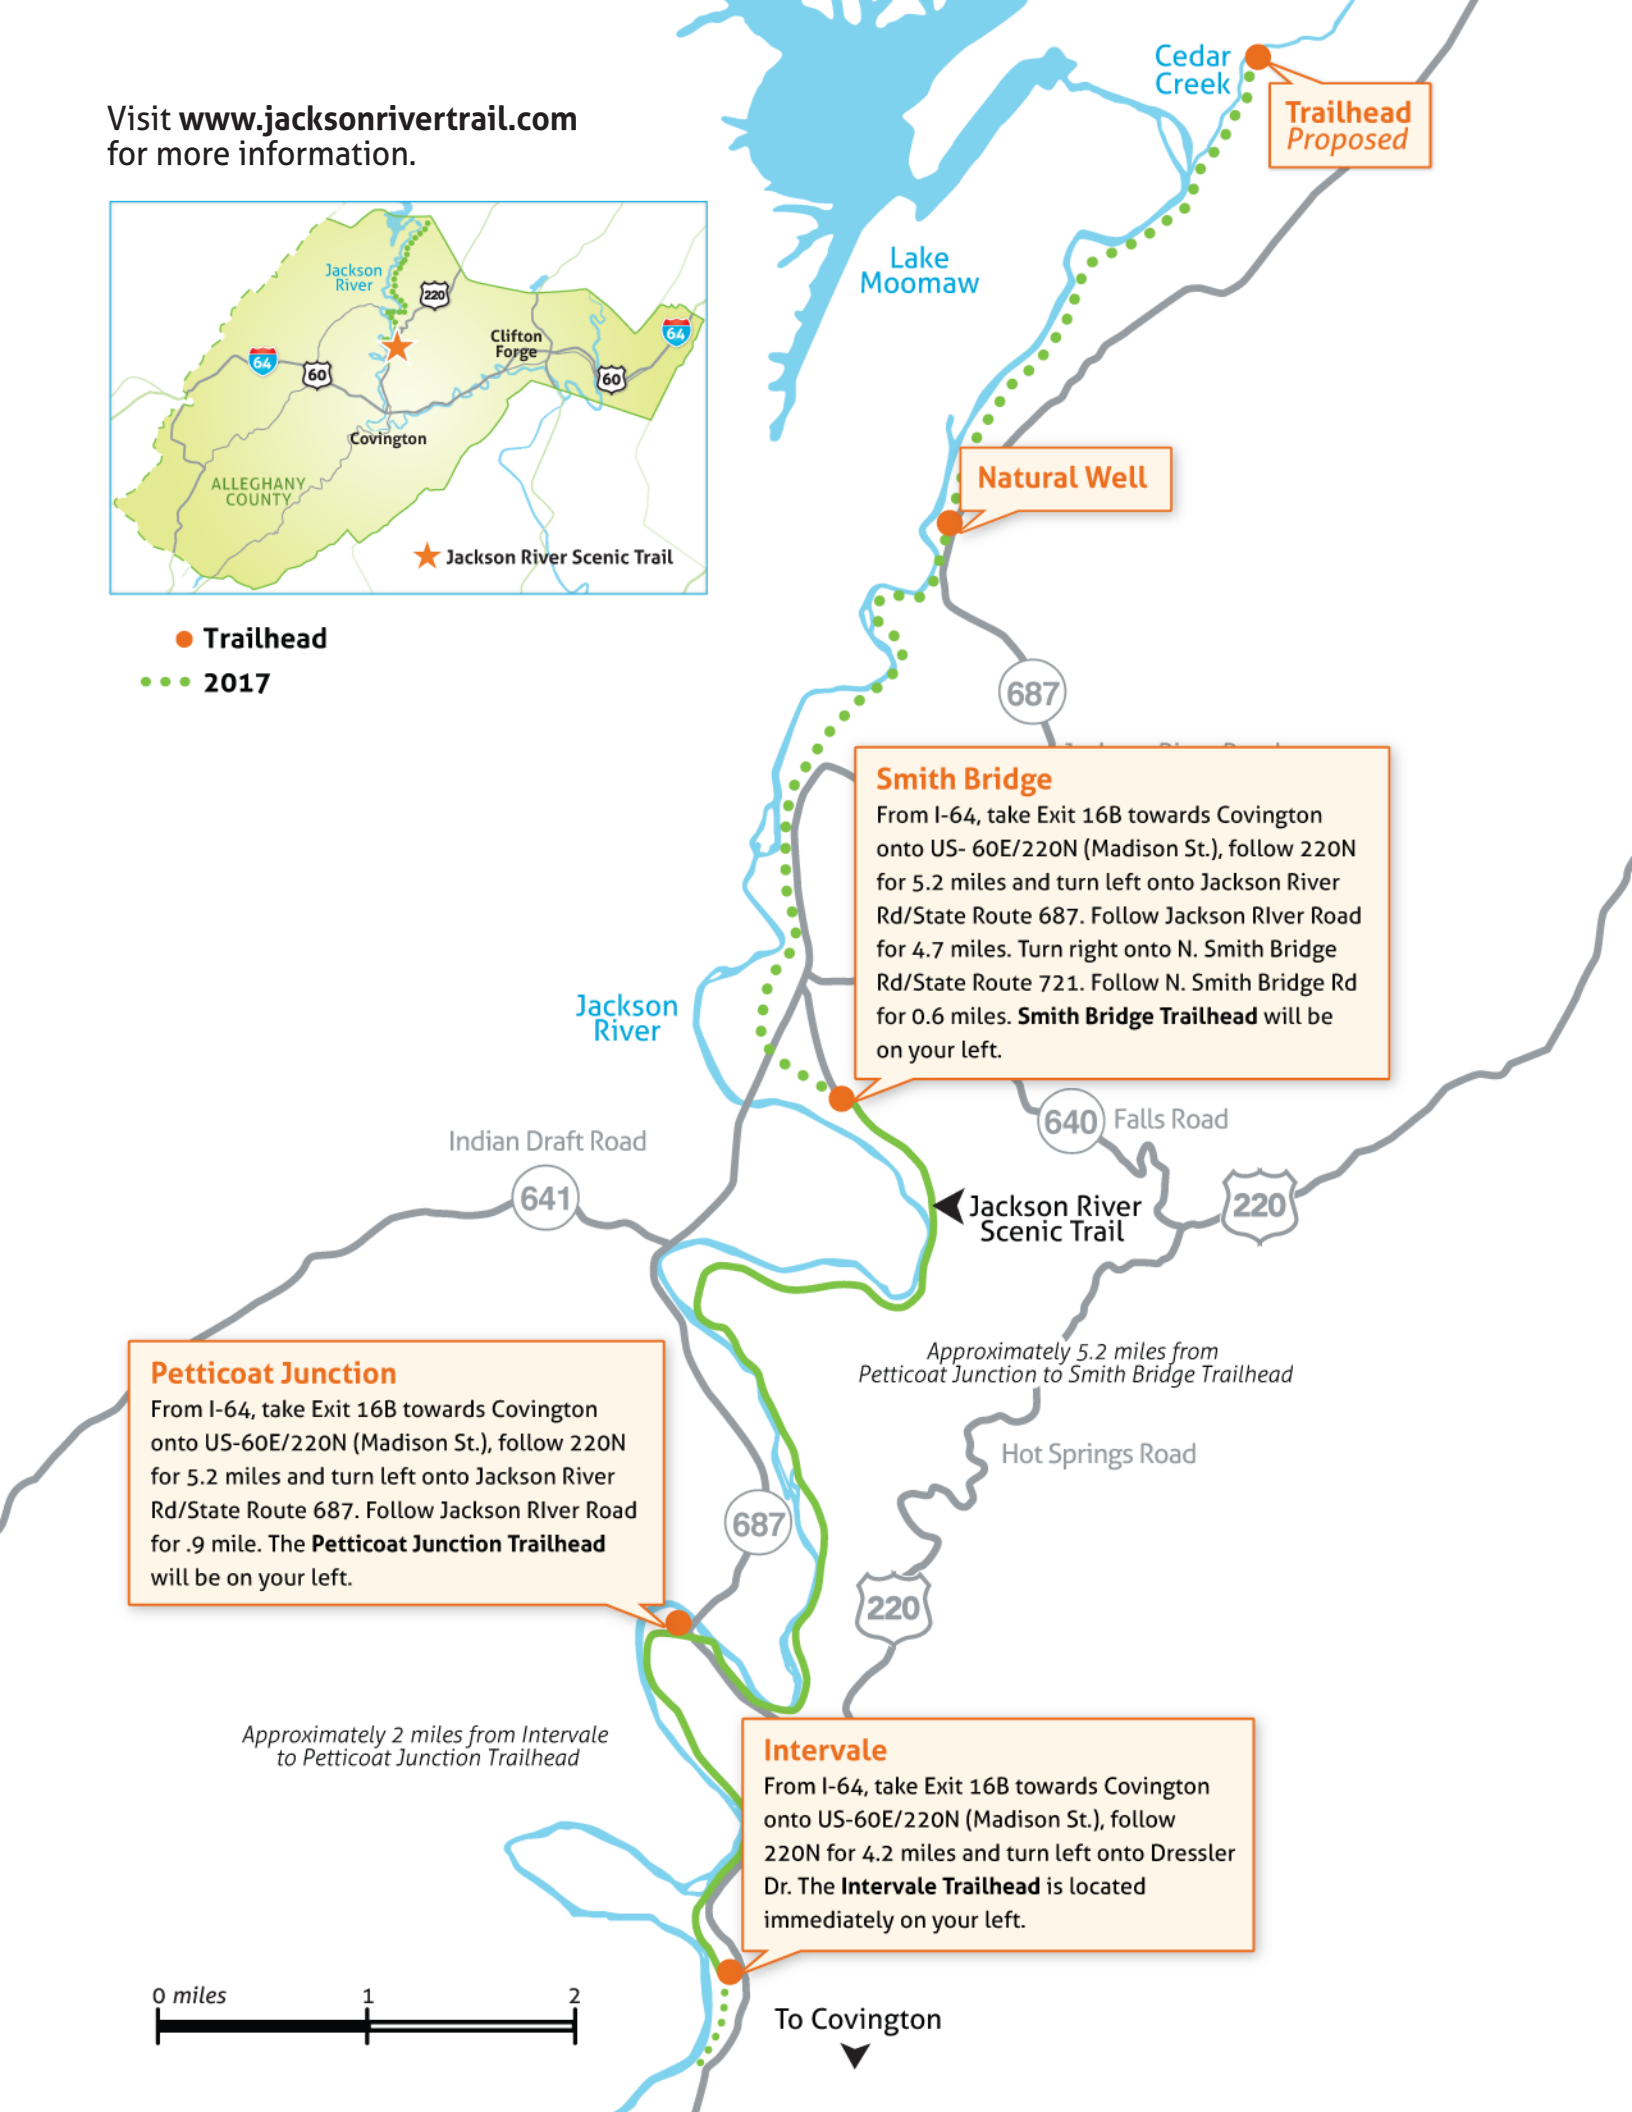 Visit www.jacksonrivertrail.com
for more information.
Cedar
Creek
Trailhead
Proposed
Lake
Moomaw
Jackson
River
220
64
60
Clifton
Forge
64
60
Covington
ALLEGHANY
COUNTY
Jackson River Scenic Trail
Trailhead
2017
Natural Well
687
Smith Bridge
From I-64, take Exit 16B towards Covington
onto US- 60E/220N (Madison St.), follow 220N
for 5.2 miles and turn left onto Jackson River
Rd/State Route 687. Follow Jackson RIver Road
for 4.7 miles. Turn right onto N. Smith Bridge
Rd/State Route 721. Follow N. Smith Bridge Rd
for 0.6 miles. Smith Bridge Trailhead will be
on your left.
Jackson
River
640
Falls Road
Indian Draft Road
641
220
Jackson River
Scenic Trail
Approximately 5.2 miles from
Petticoat Junction to Smith Bridge Trailhead
Petticoat Junction
From I-64, take Exit 16B towards Covington
onto US-60E/220N (Madison St.), follow 220N
for 5.2 miles and turn left onto Jackson River
Rd/State Route 687. Follow Jackson RIver Road
for .9 mile. The Petticoat Junction Trailhead
will be on your left.
Hot Springs Road
687
220
Approximately 2 miles from Intervale
to Petticoat Junction Trailhead
Intervale
From I-64, take Exit 16B towards Covington
onto US-60E/220N (Madison St.), follow
220N for 4.2 miles and turn left onto Dressler
Dr. The Intervale Trailhead is located
immediately on your left.
0 miles 1 2
To Covington